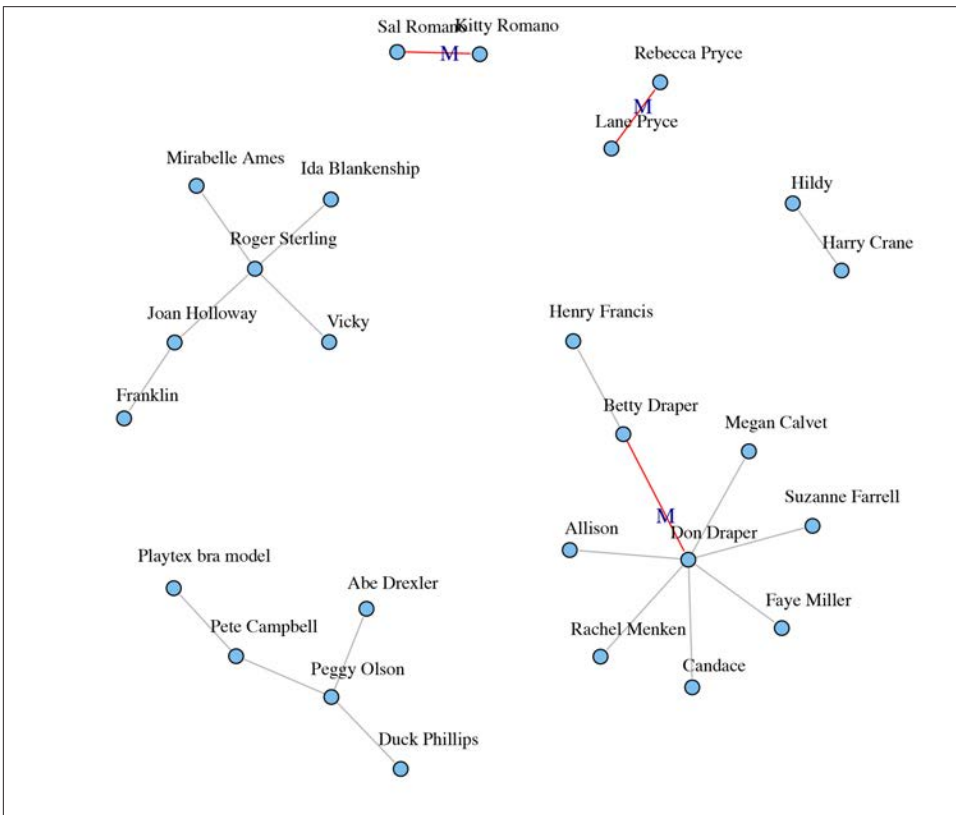 Sal Romano
Kitty Romano
M
Rebecca Pryce
M
Lane Pryce
Mirabelle Ames
Ida Blankenship
Hildy
Roger Sterling
Harry Crane
Joan Holloway
Vicky
Henry Francis
Franklin
Betty Draper
Megan Calvet
Suzanne Farrell
M
Allison
Don Draper
Playtex bra model
Abe Drexler
Faye Miller
Pete Campbell
Rachel Menken
Peggy Olson
Candace
Duck Phillips